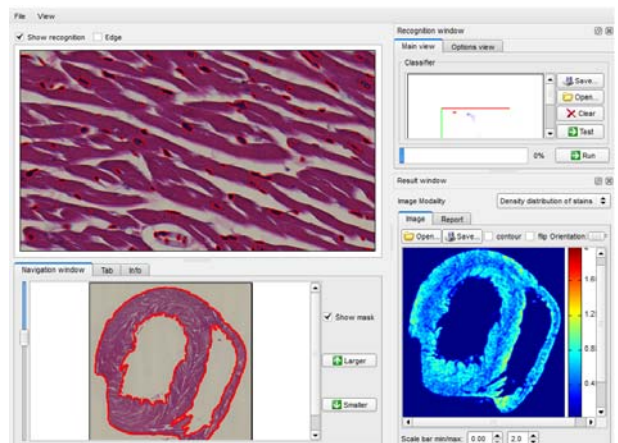 File View
Show recognition Edge
Recognition window
Main view Options view
Classifier
Save...
Open...
Clear
Test
0% Run
Result window
Image Modality Density distribution of stains
Image Report
Open... Save... contour flip Orientation:
1.6
1.2
0.8
0.4
Scale bar min/max: 0.00 2.0
Navigation window Tab Info
Show mask
Larger
Smaller